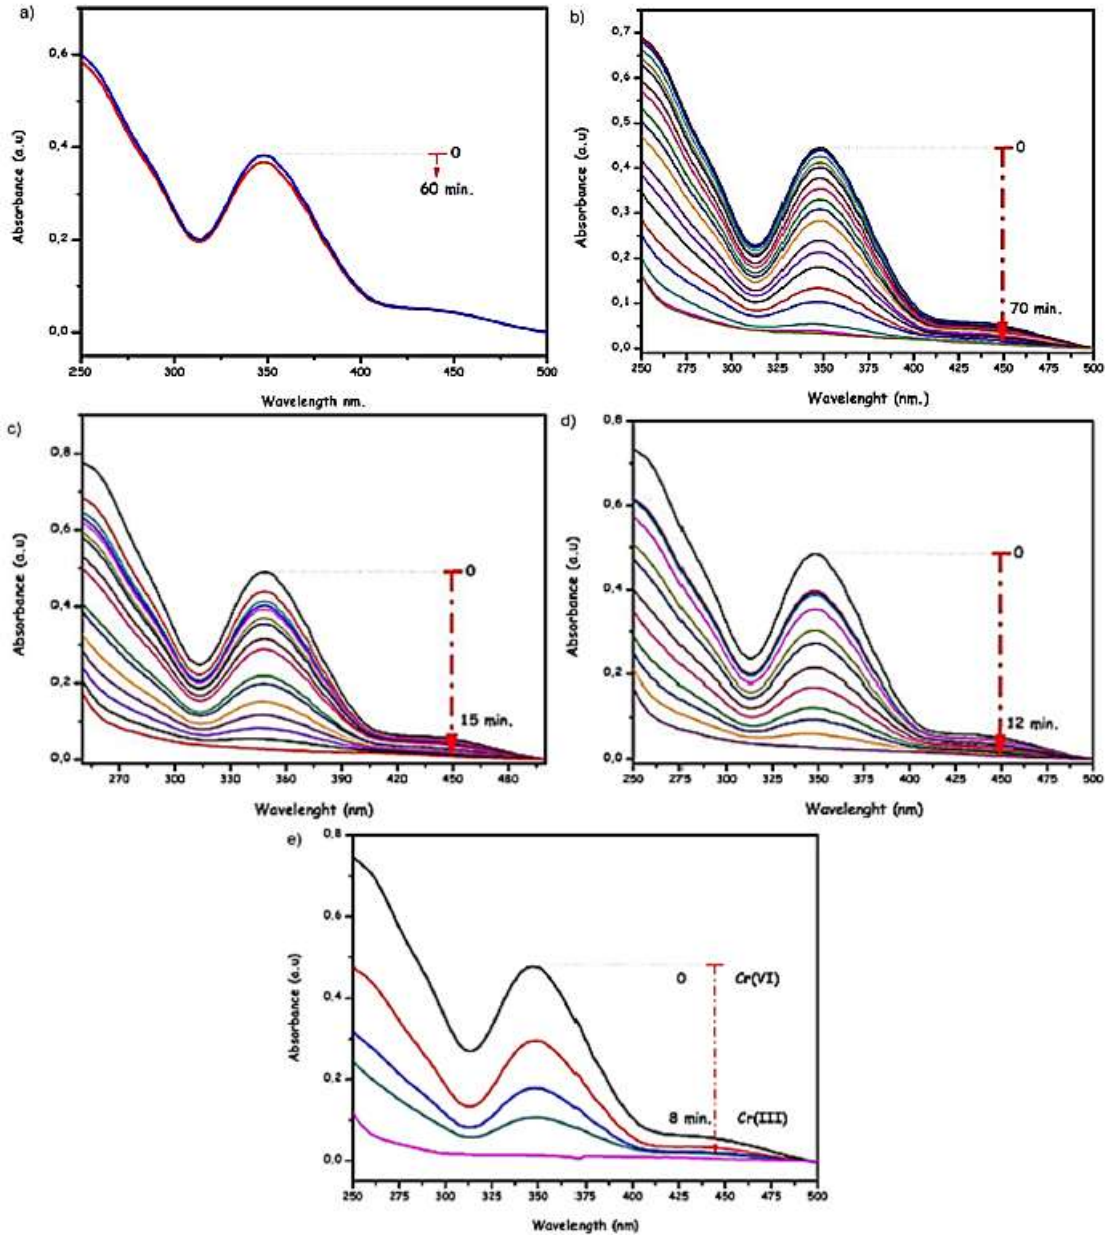 a)
Absorbance (a.u)
0,6
0,4
0,2
0,0
0
60 min.
250 300 350 400 450 500
Wavelength nm.
b)
Absorbance (a.u)
0,7
0,6
0,5
0,4
0,3
0,2
0,1
0,0
0
70 min.
250 275 300 325 350 375 400 425 450 475 500
Wavelenght (nm.)
c)
Absorbance (a.u)
0,8
0,6
0,4
0,2
0,0
0
15 min.
270 300 330 360 390 420 450 480
Wavelenght (nm)
d)
Absorbance (a.u)
0,8
0,6
0,4
0,2
0,0
0
12 min.
250 275 300 325 350 375 400 425 450 475 500
Wavelenght (nm)
e)
Absorbance (a.u)
0,8
0,6
0,4
0,2
0,0
0 Cr(VI)
8 min. Cr(III)
250 275 300 325 350 375 400 425 450 475 500
Wavelength (nm)